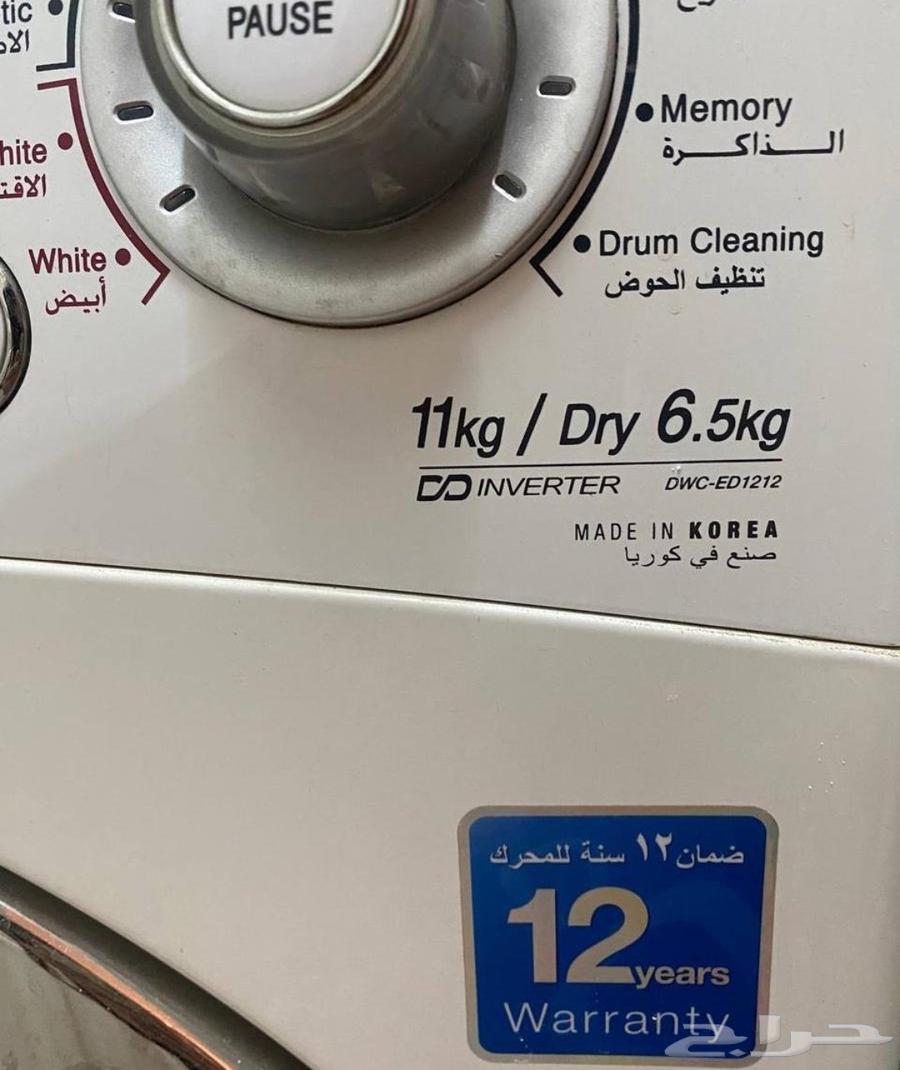 PAUSE
Memory
الذاكرة
Drum Cleaning
تنظيف الحوض
White
أبيض
11kg / Dry 6.5kg
DD INVERTER DWC-ED1212
MADE IN KOREA
صنع في كوريا
ضمان ١٢ سنة للمحرك
12 years
Warranty
حراج